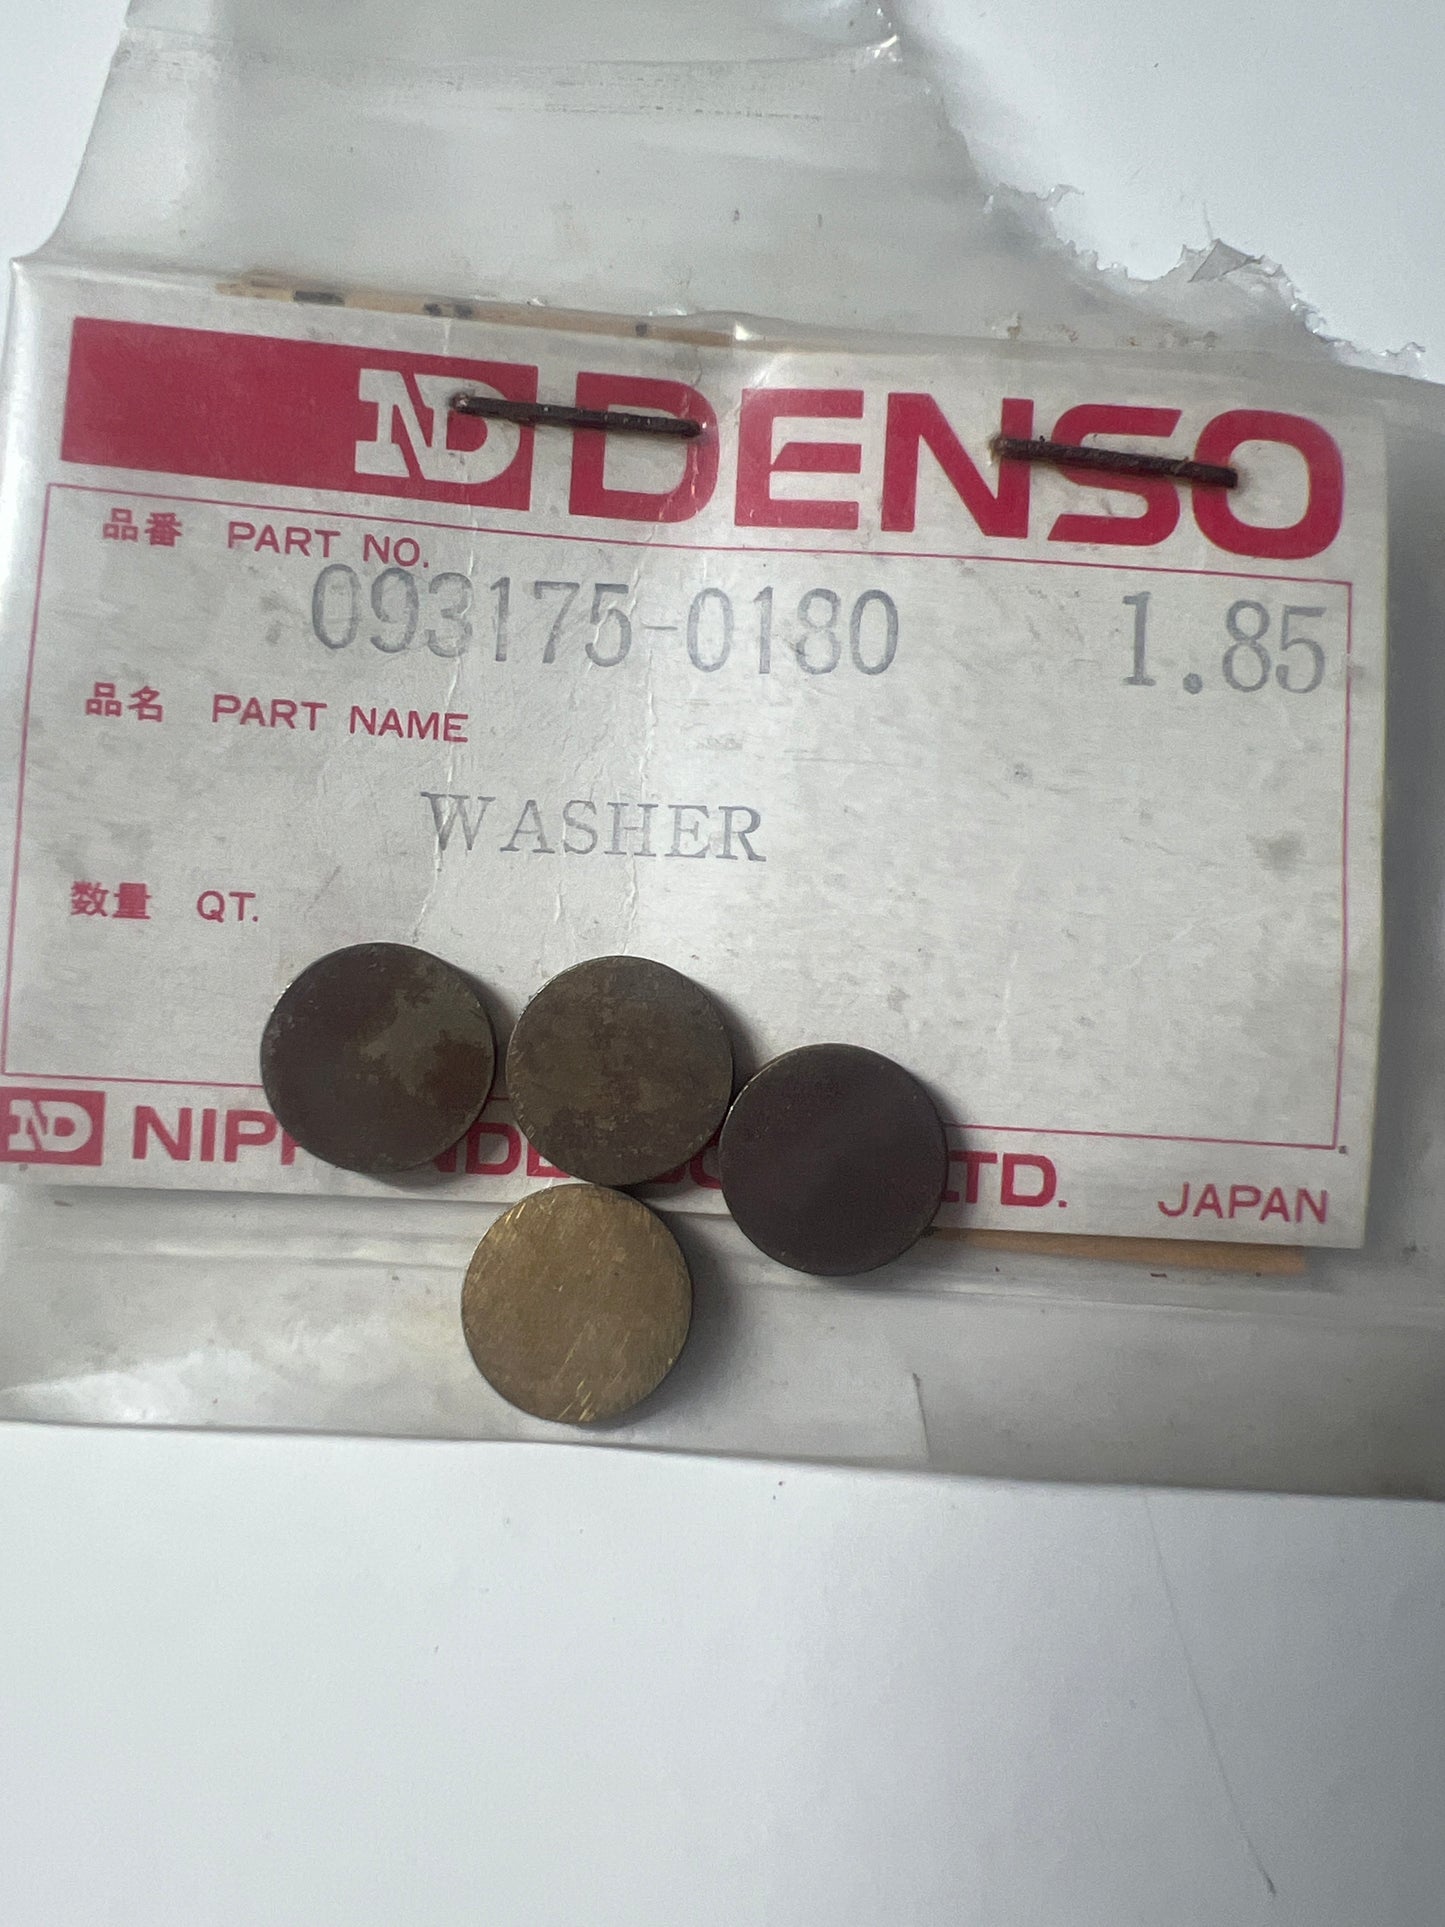 ND DENSO
品番 PART NO.
093175-0180 1.85
品名 PART NAME
WASHER
数量 QT.
ND LTD. JAPAN